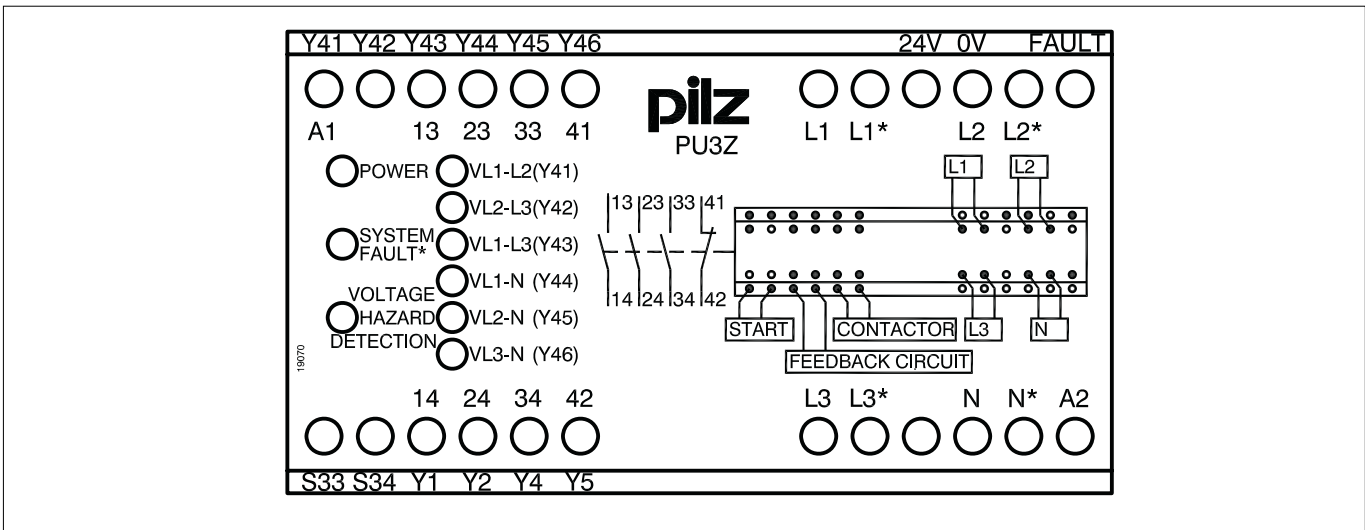 Y41 Y42 Y43 Y44 Y45 Y46 24V 0V FAULT
pilz
PU3Z
A1 13 23 33 41 L1 L1* L2 L2*
POWER
VL1-L2(Y41)
VL2-L3(Y42)
SYSTEM
FAULT*
VL1-L3(Y43)
VL1-N (Y44)
VOLTAGE
HAZARD
DETECTION
VL2-N (Y45)
VL3-N (Y46)
19070
13 23 33 41
14 24 34 42
L1 L2
START CONTACTOR L3 N
FEEDBACK CIRCUIT
14 24 34 42 L3 L3* N N* A2
S33 S34 Y1 Y2 Y4 Y5